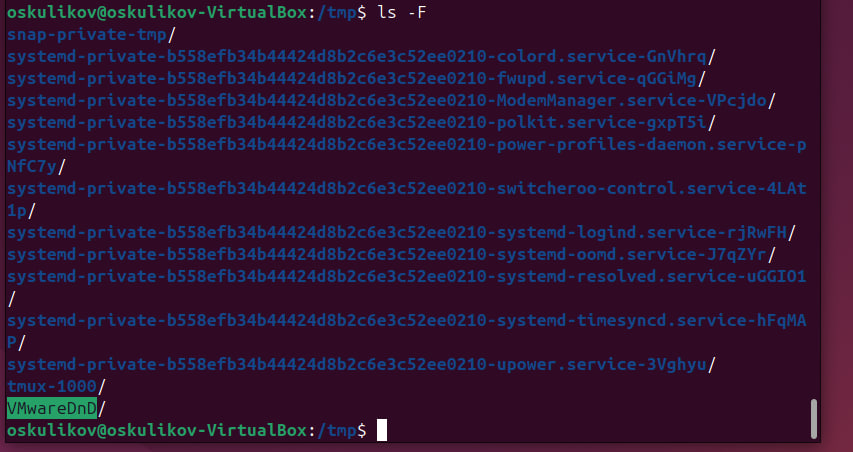 oskulikov@oskulikov-VirtualBox:/tmp$ ls -F
snap-private-tmp/
systemd-private-b558efb34b44424d8b2c6e3c52ee0210-colord.service-GnVhrq/
systemd-private-b558efb34b44424d8b2c6e3c52ee0210-fwupd.service-qGGiMg/
systemd-private-b558efb34b44424d8b2c6e3c52ee0210-ModemManager.service-VPcjdo/
systemd-private-b558efb34b44424d8b2c6e3c52ee0210-polkit.service-gxpT5i/
systemd-private-b558efb34b44424d8b2c6e3c52ee0210-power-profiles-daemon.service-p
NfC7y/
systemd-private-b558efb34b44424d8b2c6e3c52ee0210-switcheroo-control.service-4LAt
1p/
systemd-private-b558efb34b44424d8b2c6e3c52ee0210-systemd-logind.service-rjRwFH/
systemd-private-b558efb34b44424d8b2c6e3c52ee0210-systemd-oomd.service-J7qZYr/
systemd-private-b558efb34b44424d8b2c6e3c52ee0210-systemd-resolved.service-uGGIO1
/
systemd-private-b558efb34b44424d8b2c6e3c52ee0210-systemd-timesyncd.service-hFqMA
P/
systemd-private-b558efb34b44424d8b2c6e3c52ee0210-upower.service-3Vghyu/
tmux-1000/
VMwareDnD/
oskulikov@oskulikov-VirtualBox:/tmp$